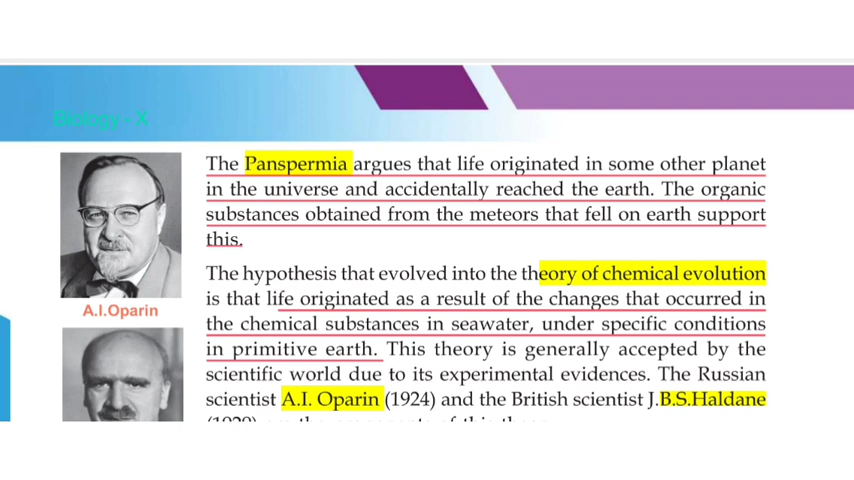 Biology - X
The Panspermia argues that life originated in some other planet
in the universe and accidentally reached the earth. The organic
substances obtained from the meteors that fell on earth support
this.
The hypothesis that evolved into the theory of chemical evolution
is that life originated as a result of the changes that occurred in
the chemical substances in seawater, under specific conditions
in primitive earth. This theory is generally accepted by the
scientific world due to its experimental evidences. The Russian
scientist A.I. Oparin (1924) and the British scientist J.B.S.Haldane
A.I.Oparin